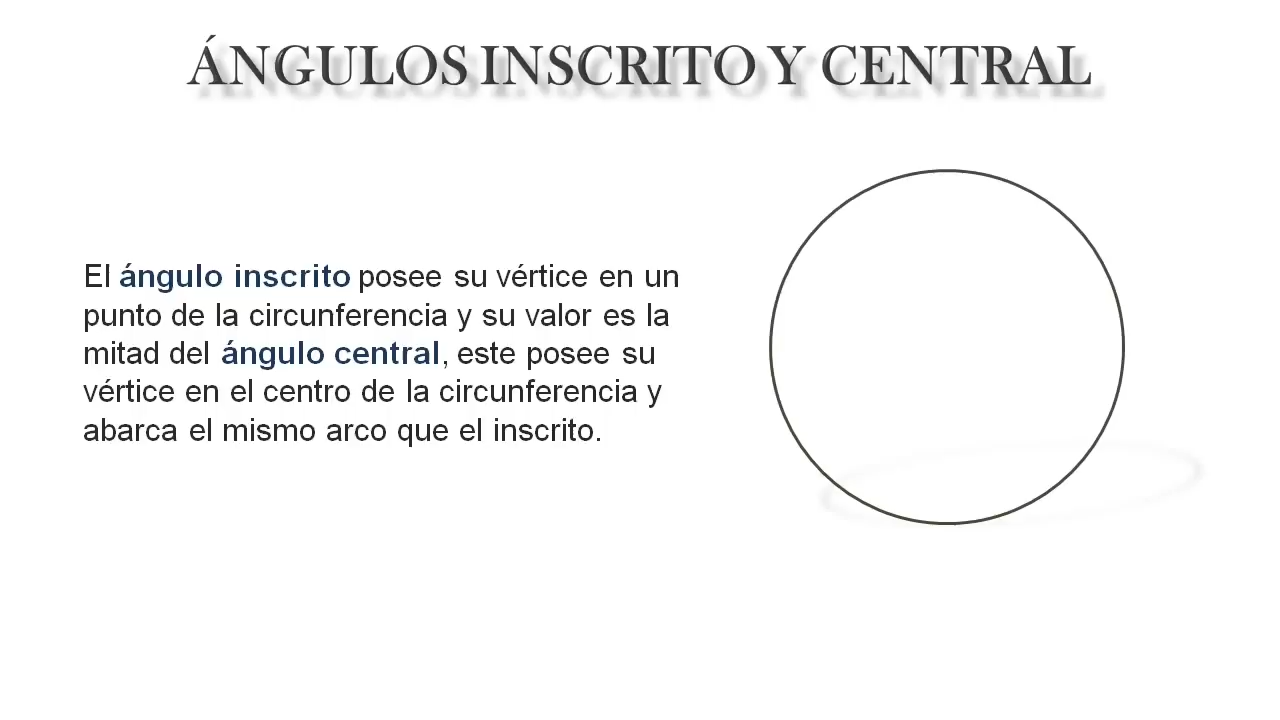 ÁNGULOS INSCRITO Y CENTRAL
El ángulo inscrito posee su vértice en un
punto de la circunferencia y su valor es la
mitad del ángulo central, este posee su
vértice en el centro de la circunferencia y
abarca el mismo arco que el inscrito.